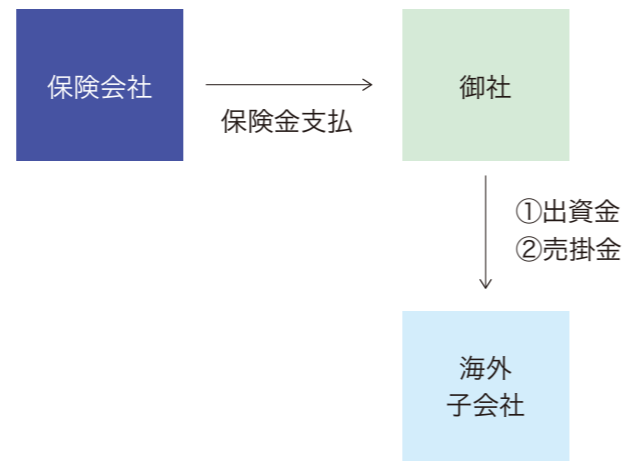 保険会社
保険金支払
御社
①出資金
②売掛金
海外
子会社